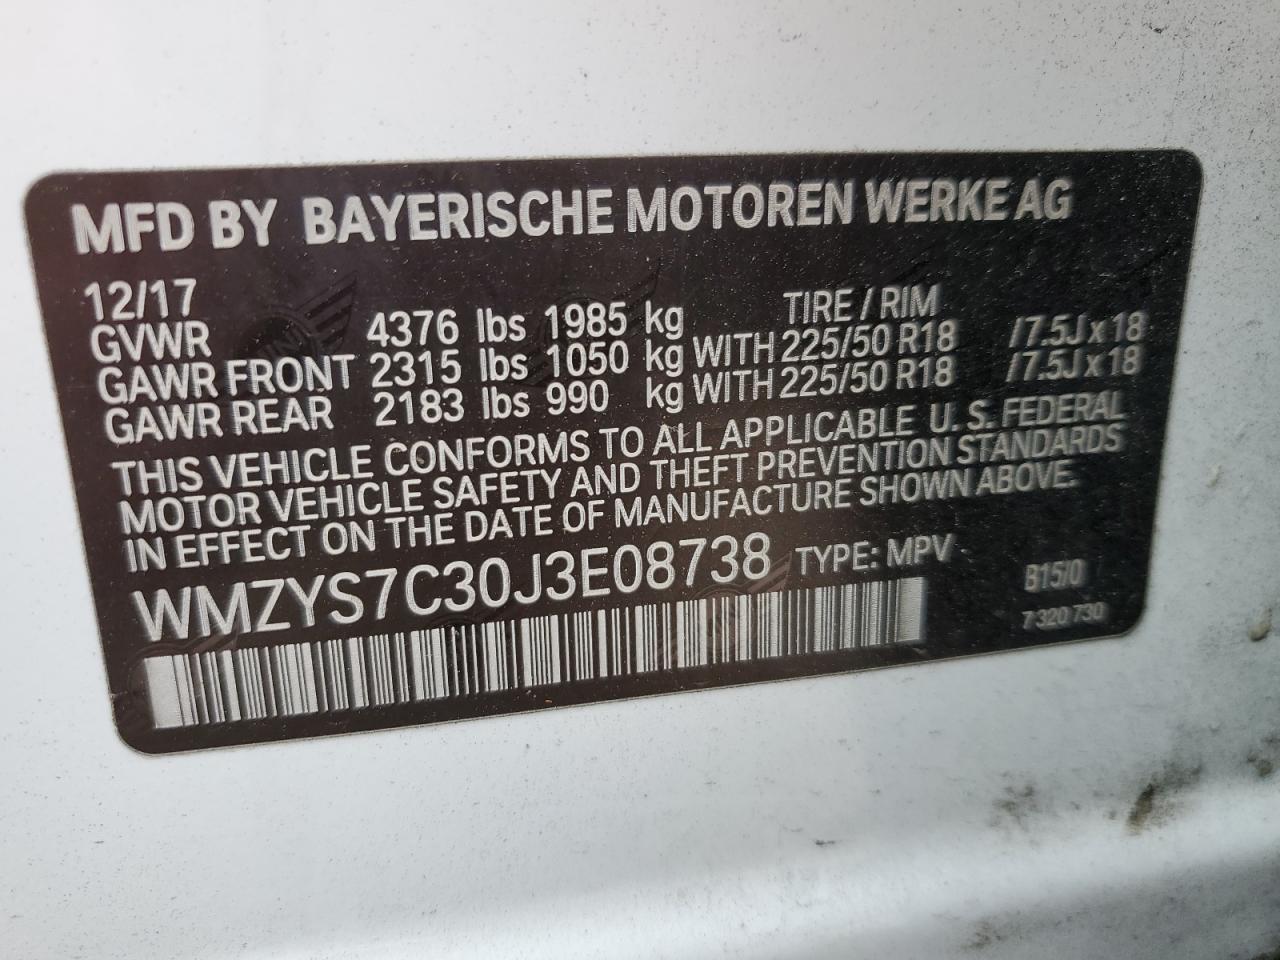 MFD BY BAYERISCHE MOTOREN WERKE AG
12/17 TIRE / RIM
GVWR 4376 lbs 1985 kg
GAWR FRONT 2315 lbs 1050 kg WITH 225/50 R18 /7.5J x 18
GAWR REAR 2183 lbs 990 kg WITH 225/50 R18 /7.5J x 18
THIS VEHICLE CONFORMS TO ALL APPLICABLE U. S. FEDERAL
MOTOR VEHICLE SAFETY AND THEFT PREVENTION STANDARDS
IN EFFECT ON THE DATE OF MANUFACTURE SHOWN ABOVE.
WMZYS7C30J3E08738 TYPE: MPV
B15/0
7 320 730